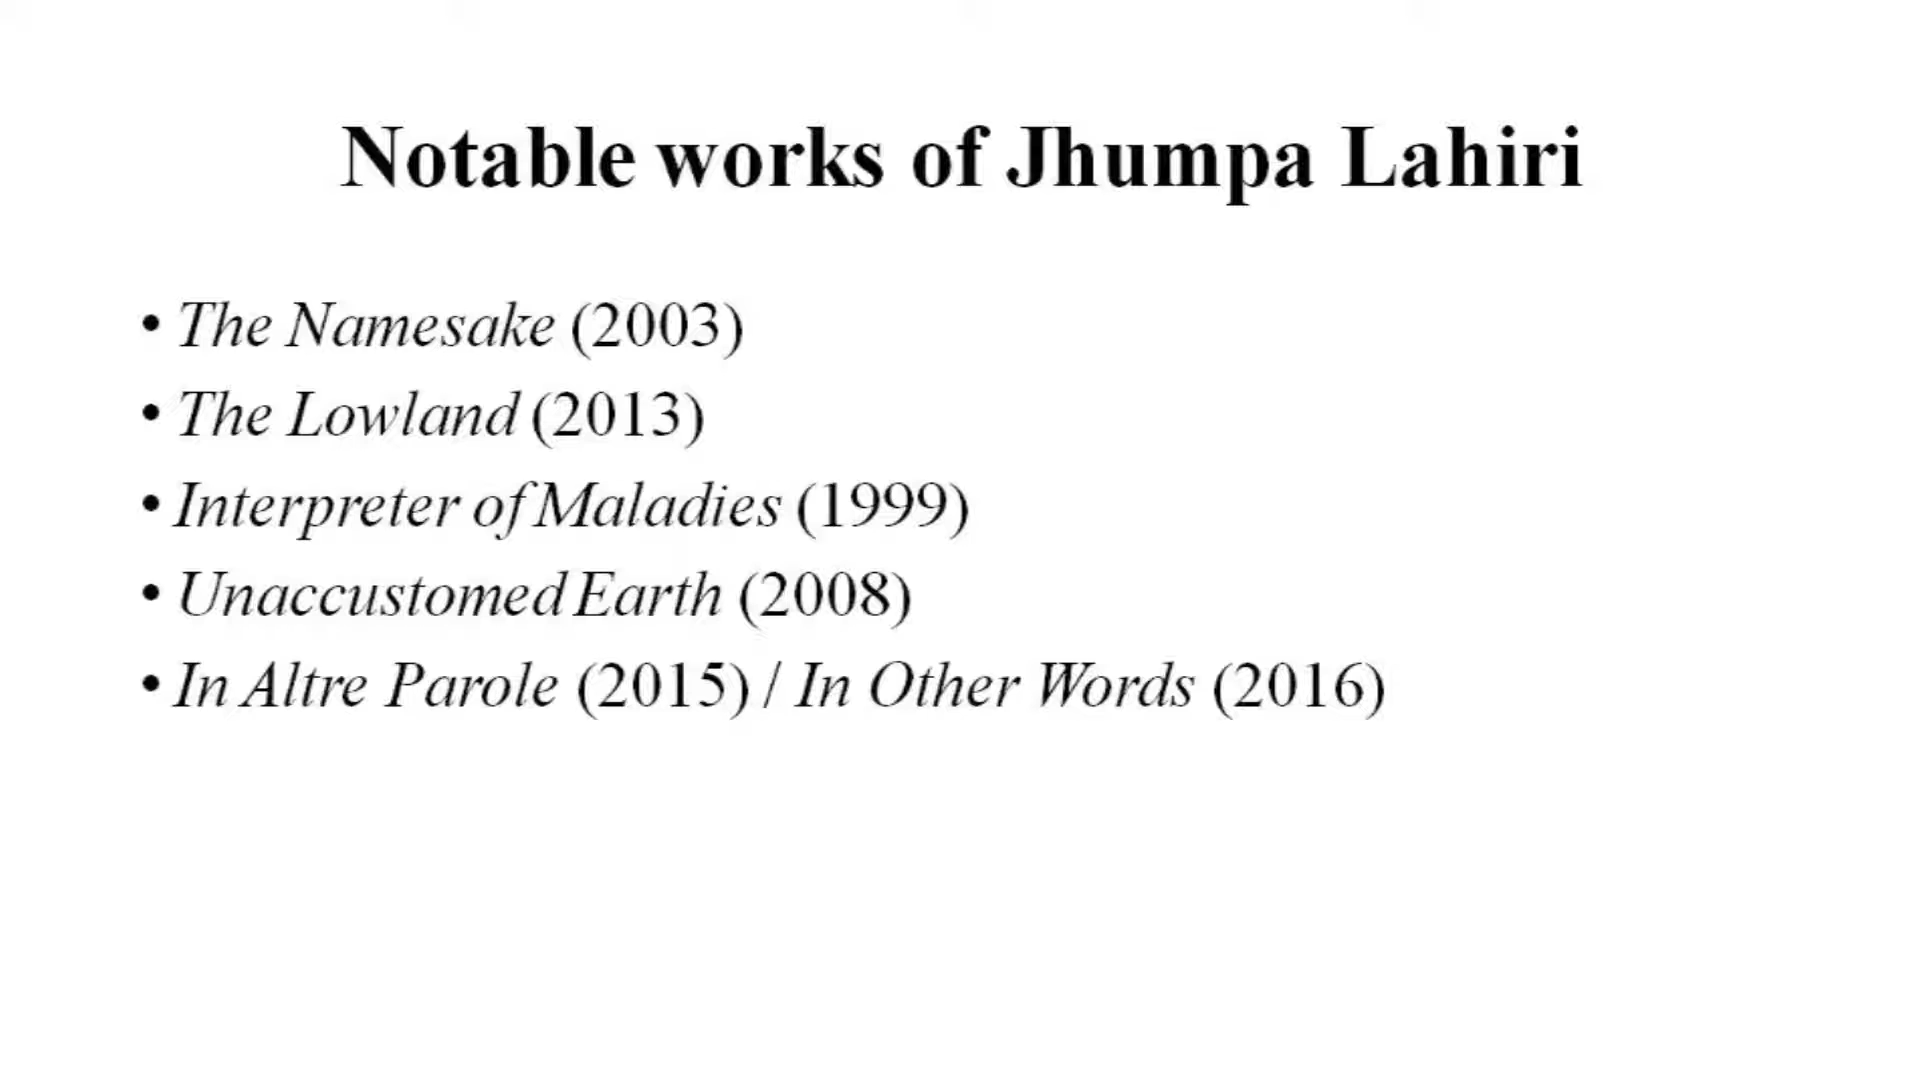 Notable works of Jhumpa Lahiri
• The Namesake (2003)
• The Lowland (2013)
• Interpreter of Maladies (1999)
• Unaccustomed Earth (2008)
• In Altre Parole (2015) / In Other Words (2016)